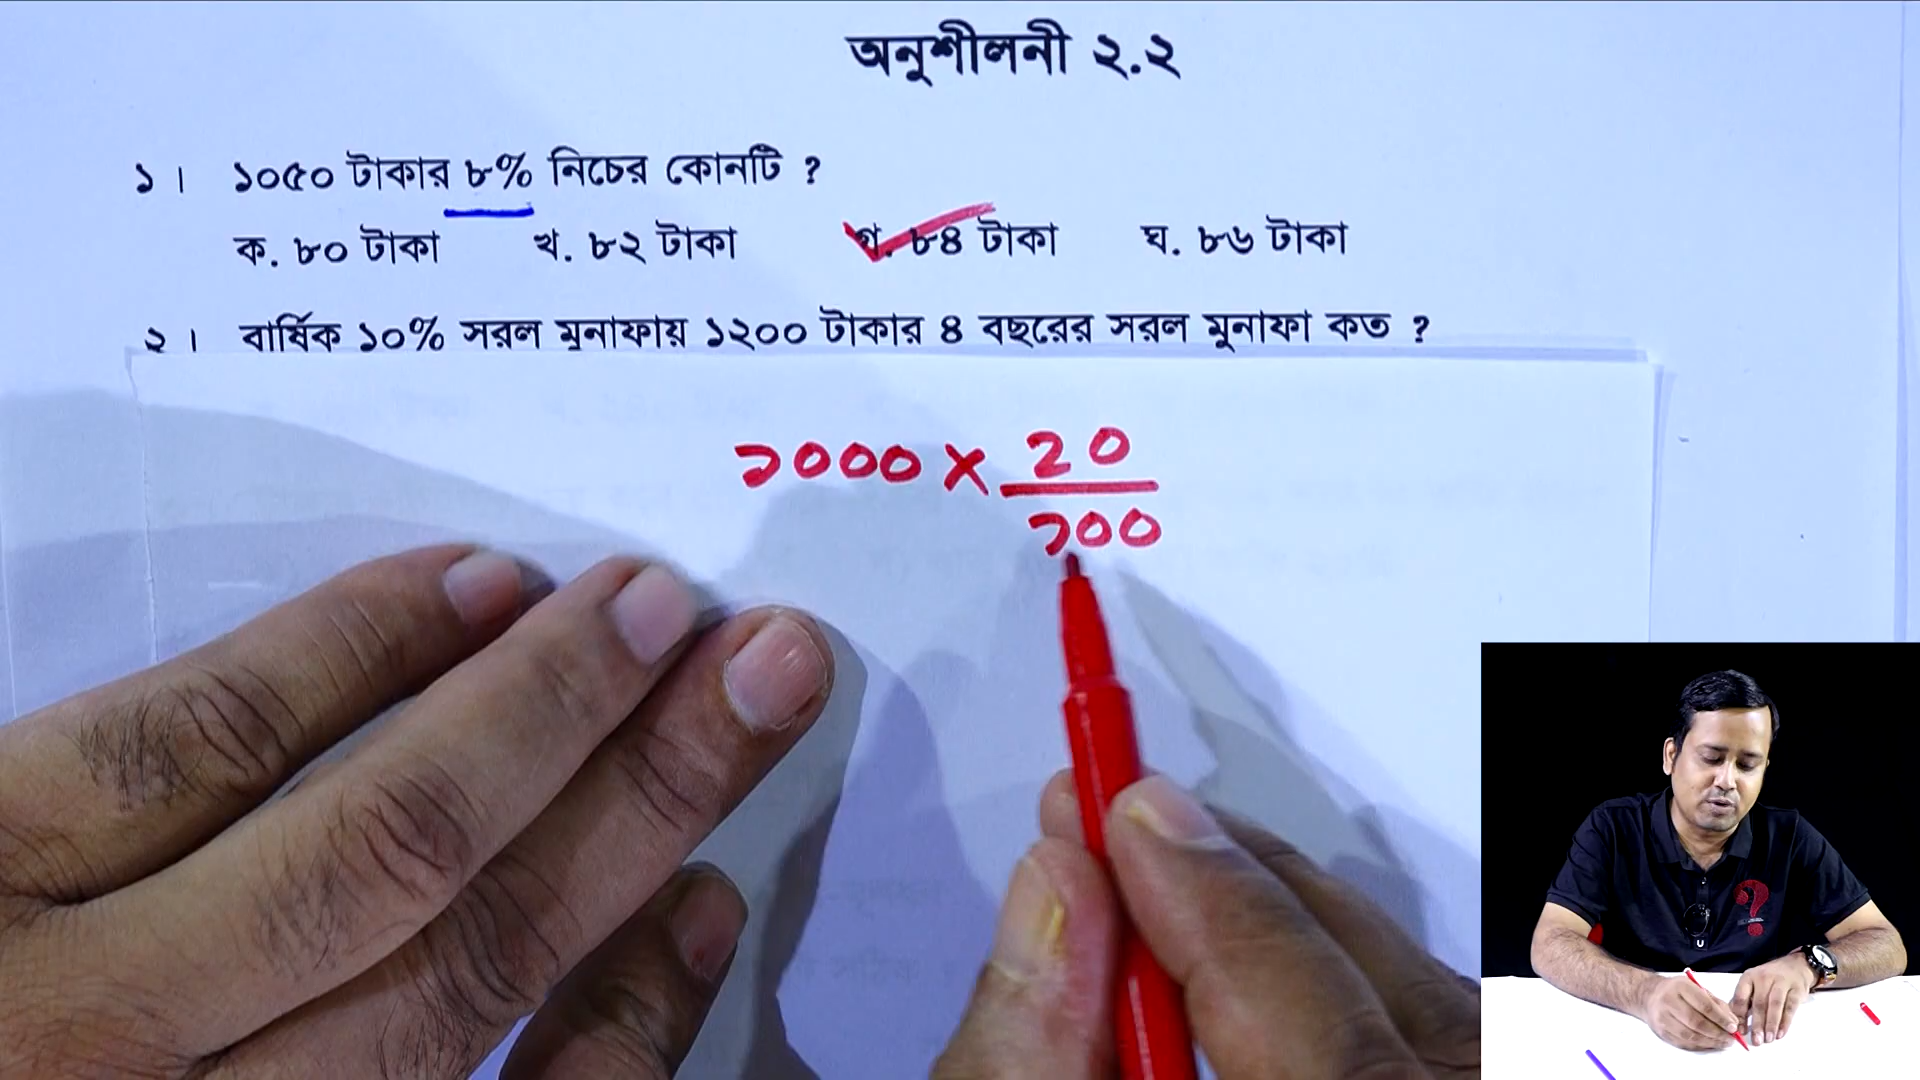 অনুশীলনী ২.২
১। ১০৫০ টাকার ৮% নিচের কোনটি ?
ক. ৮০ টাকা খ. ৮২ টাকা গ. ৮৪ টাকা ঘ. ৮৬ টাকা
২। বার্ষিক ১০% সরল মুনাফায় ১২০০ টাকার ৪ বছরের সরল মুনাফা কত ?
১০০০ × ২০
১০০